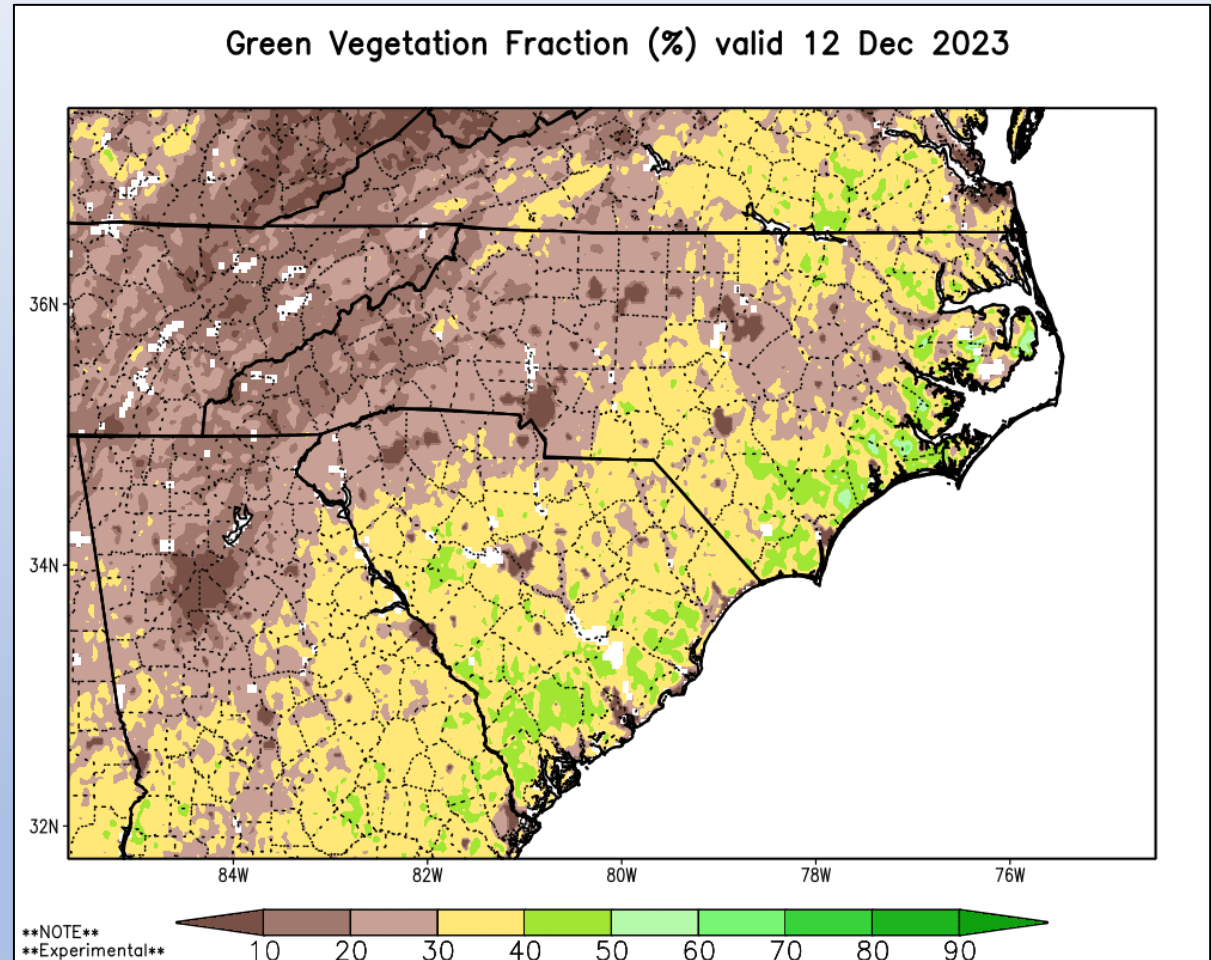 Green Vegetation Fraction (%) valid 12 Dec 2023
36N
34N
32N
84W 82W 80W 78W 76W
**NOTE**
**Experimental**
10 20 30 40 50 60 70 80 90